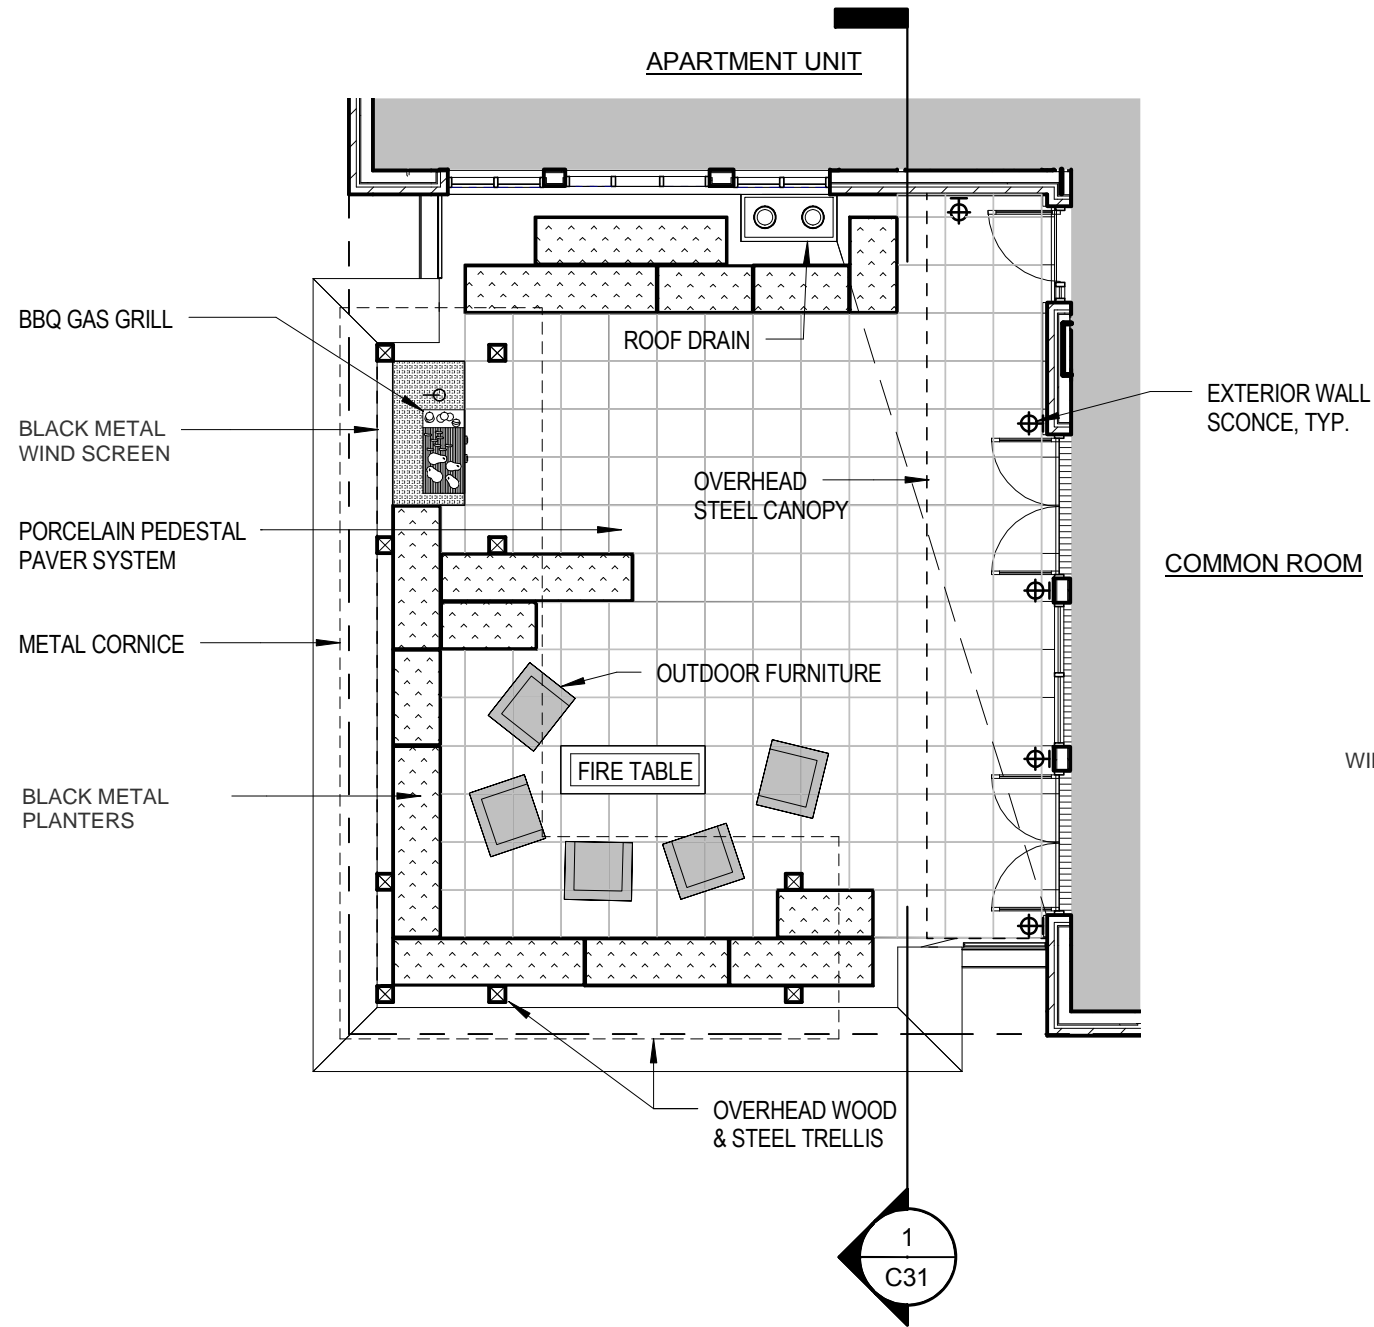 APARTMENT UNIT
BBQ GAS GRILL
ROOF DRAIN
EXTERIOR WALL
SCONCE, TYP.
BLACK METAL
WIND SCREEN
OVERHEAD
STEEL CANOPY
PORCELAIN PEDESTAL
PAVER SYSTEM
COMMON ROOM
METAL CORNICE
OUTDOOR FURNITURE
FIRE TABLE
BLACK METAL
PLANTERS
OVERHEAD WOOD
& STEEL TRELLIS
1
C31